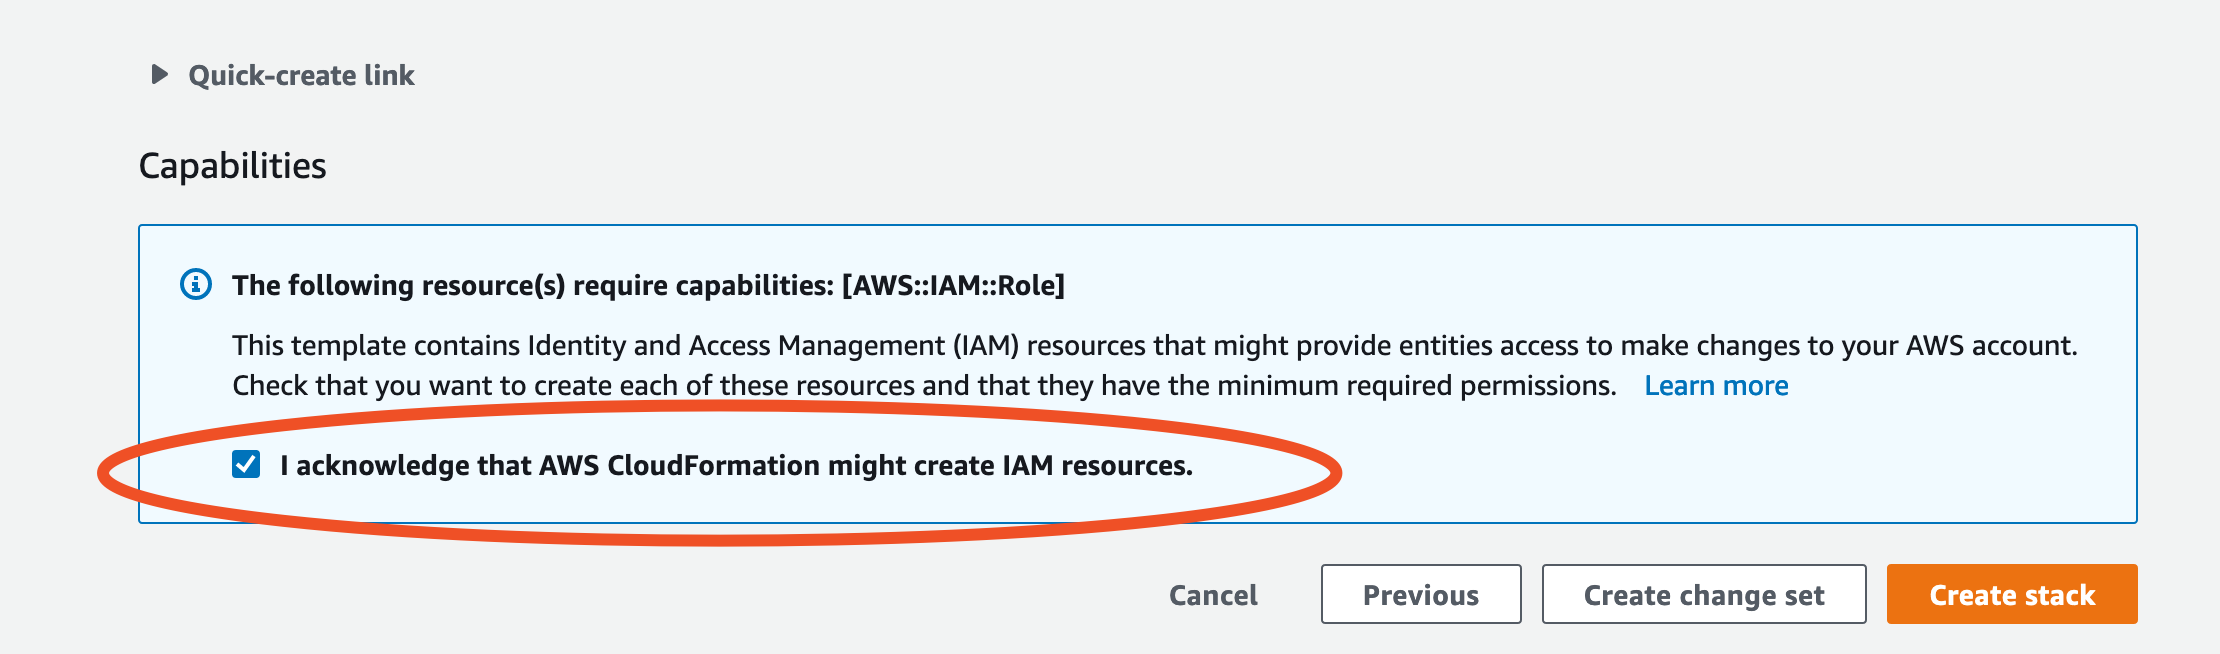 Quick-create link
Capabilities
The following resource(s) require capabilities: [AWS::IAM::Role]
This template contains Identity and Access Management (IAM) resources that might provide entities access to make changes to your AWS account.
Check that you want to create each of these resources and that they have the minimum required permissions. Learn more
I acknowledge that AWS CloudFormation might create IAM resources.
Cancel Previous Create change set Create stack